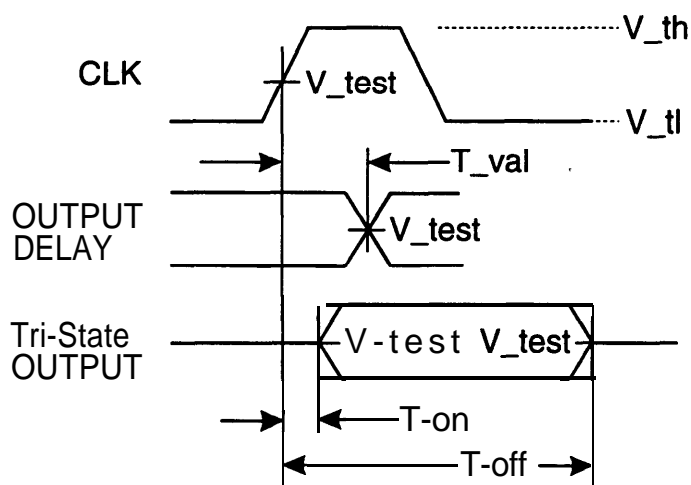 V_th
CLK
V_test
V_tl
T_val
OUTPUT
DELAY
V_test
Tri-State
OUTPUT
V-test V_test
T-on
T-off